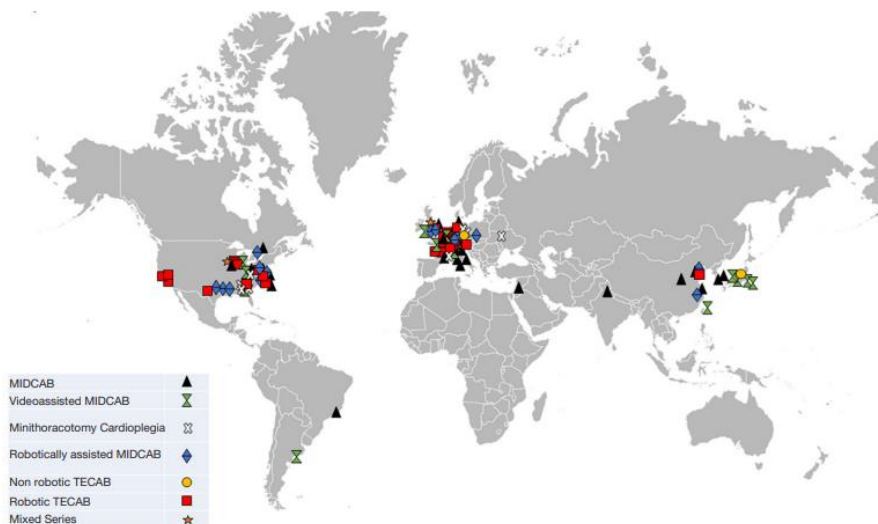 MIDCAB
Videoassisted MIDCAB
Minithoracotomy Cardioplegia
Robotically assisted MIDCAB
Non robotic TECAB
Robotic TECAB
Mixed Series